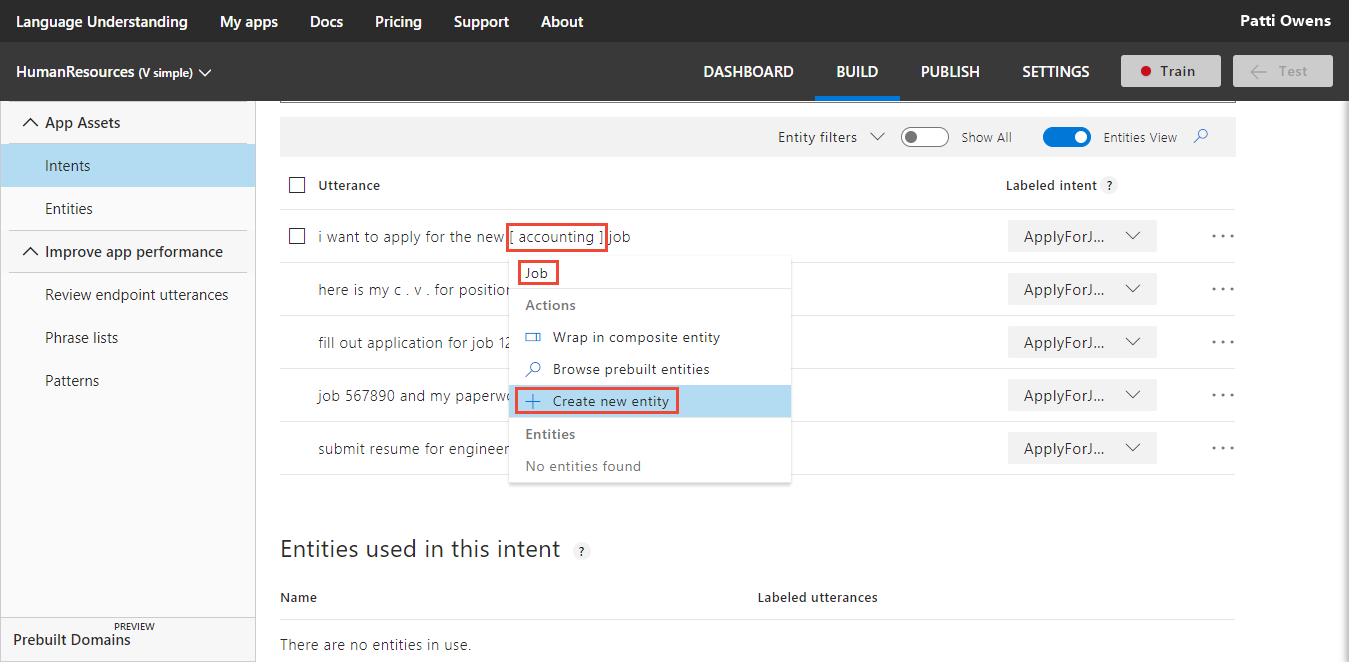 Language Understanding My apps Docs Pricing Support About Patti Owens
HumanResources (V simple) DASHBOARD BUILD PUBLISH SETTINGS Train Test
App Assets
Intents
Entities
Improve app performance
Review endpoint utterances
Phrase lists
Patterns
PREVIEW
Prebuilt Domains
Entity filters Show All Entities View
Utterance Labeled intent ?
i want to apply for the new [ accounting ] job ApplyForJ... ...
here is my c . v . for position ApplyForJ... ...
fill out application for job 12 ApplyForJ... ...
job 567890 and my paperwo ApplyForJ... ...
submit resume for engineer ApplyForJ... ...
Job
Actions
Wrap in composite entity
Browse prebuilt entities
+ Create new entity
Entities
No entities found
Entities used in this intent ?
Name Labeled utterances
There are no entities in use.